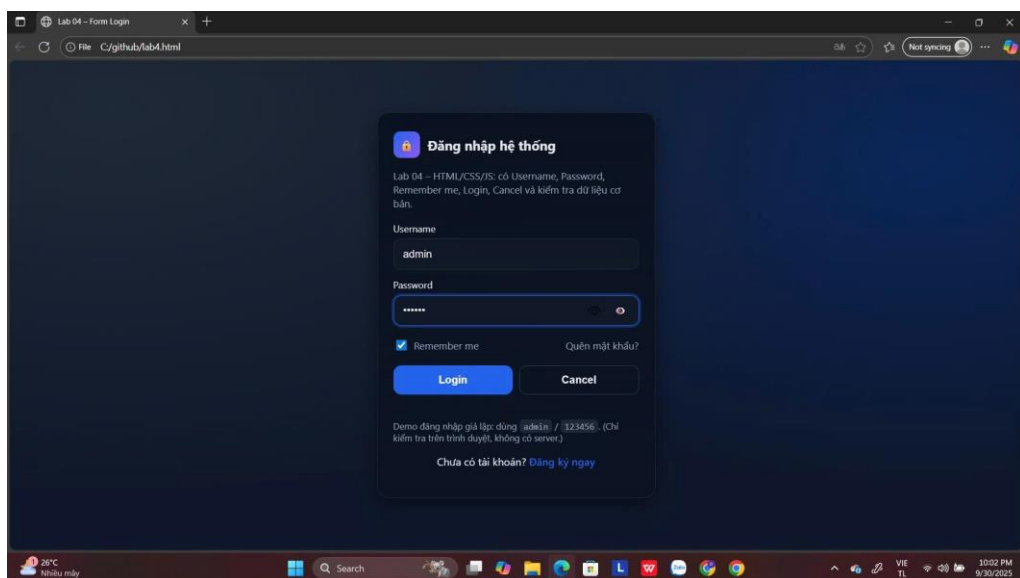 Lab 04 – Form Login
File C:/github/lab4.html
Not syncing
Đăng nhập hệ thống
Lab 04 – HTML/CSS/JS: có Username, Password,
Remember me, Login, Cancel và kiểm tra dữ liệu cơ
bản.
Username
admin
Password
••••••
Remember me
Quên mật khẩu?
Login
Cancel
Demo đăng nhập giả lập: dùng admin / 123456 . (Chỉ
kiểm tra trên trình duyệt, không có server.)
Chưa có tài khoản? Đăng ký ngay
26°C
Nhiều mây
Search
VIE
TL
10:02 PM
9/30/2025